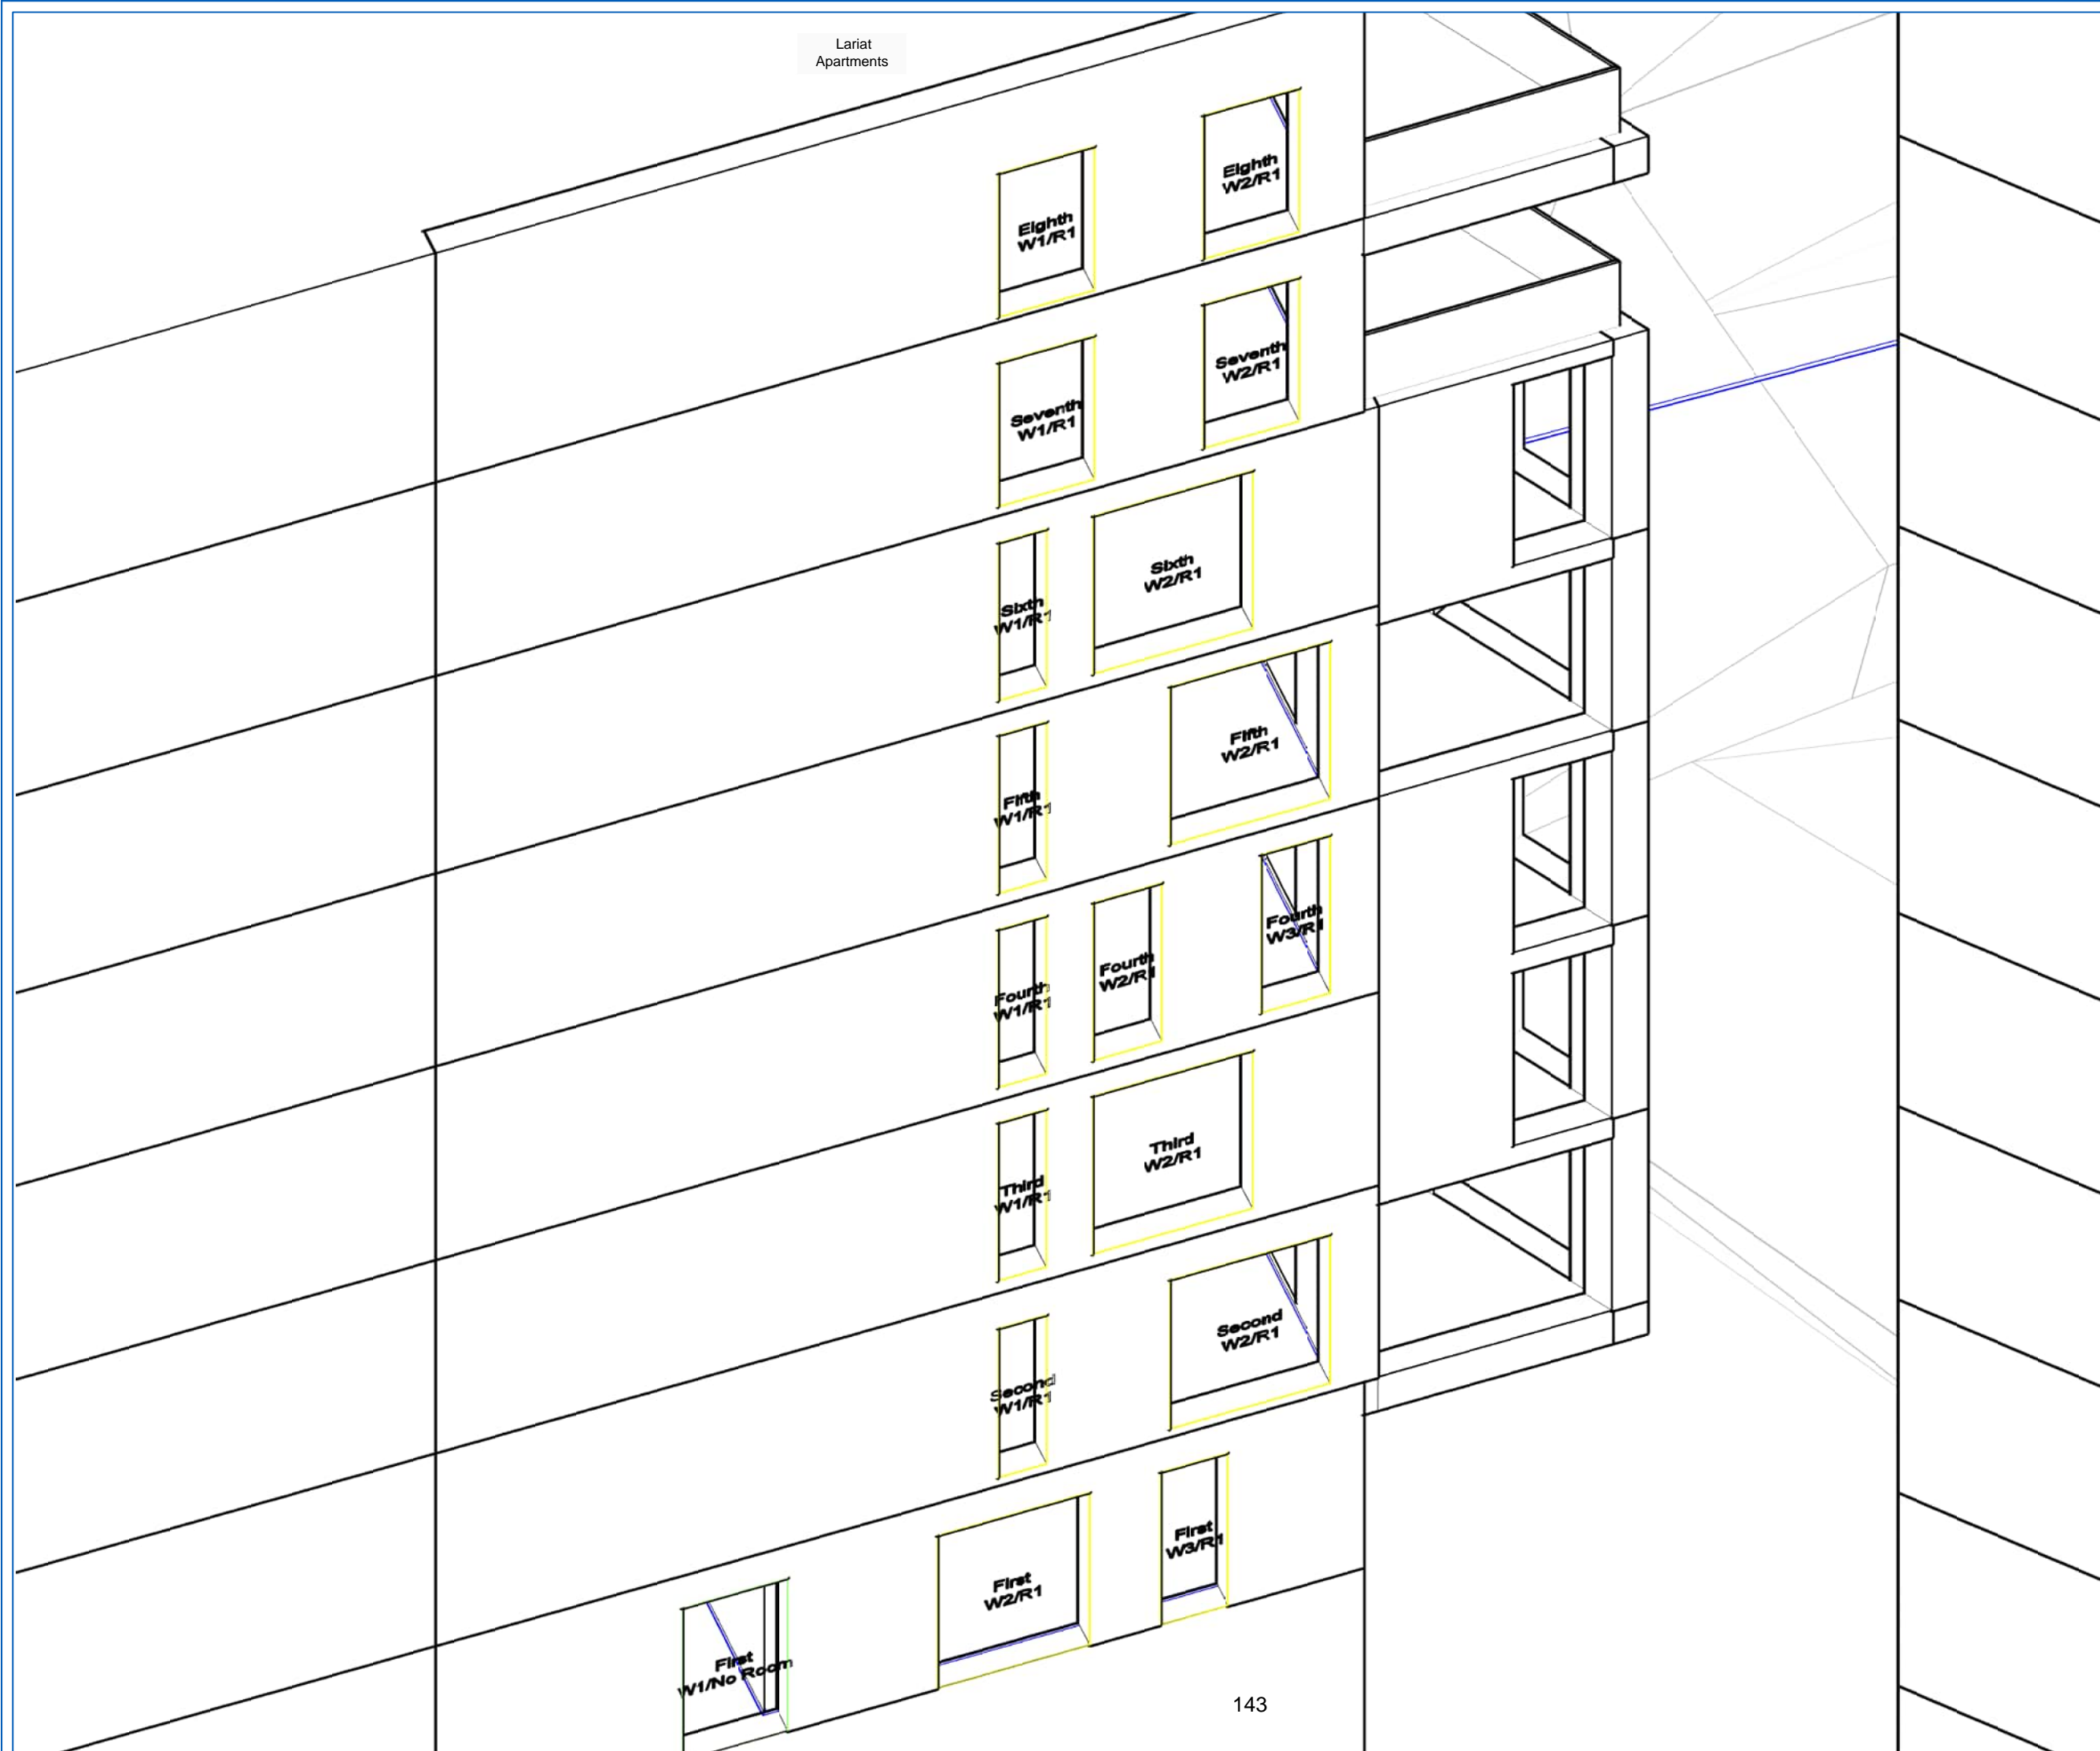 Lariat
Apartments
Eighth
W2/R1
Eighth
W1/R1
Seventh
W2/R1
Seventh
W1/R1
Sixth
W2/R1
Sixth
W1/R1
Fifth
W2/R1
Fifth
W1/R1
Fourth
W3/R1
Fourth
W2/R1
Fourth
W1/R1
Third
W2/R1
Third
W1/R1
Second
W2/R1
Second
W1/R1
First
W3/R1
First
W2/R1
First
W1/No Room
143